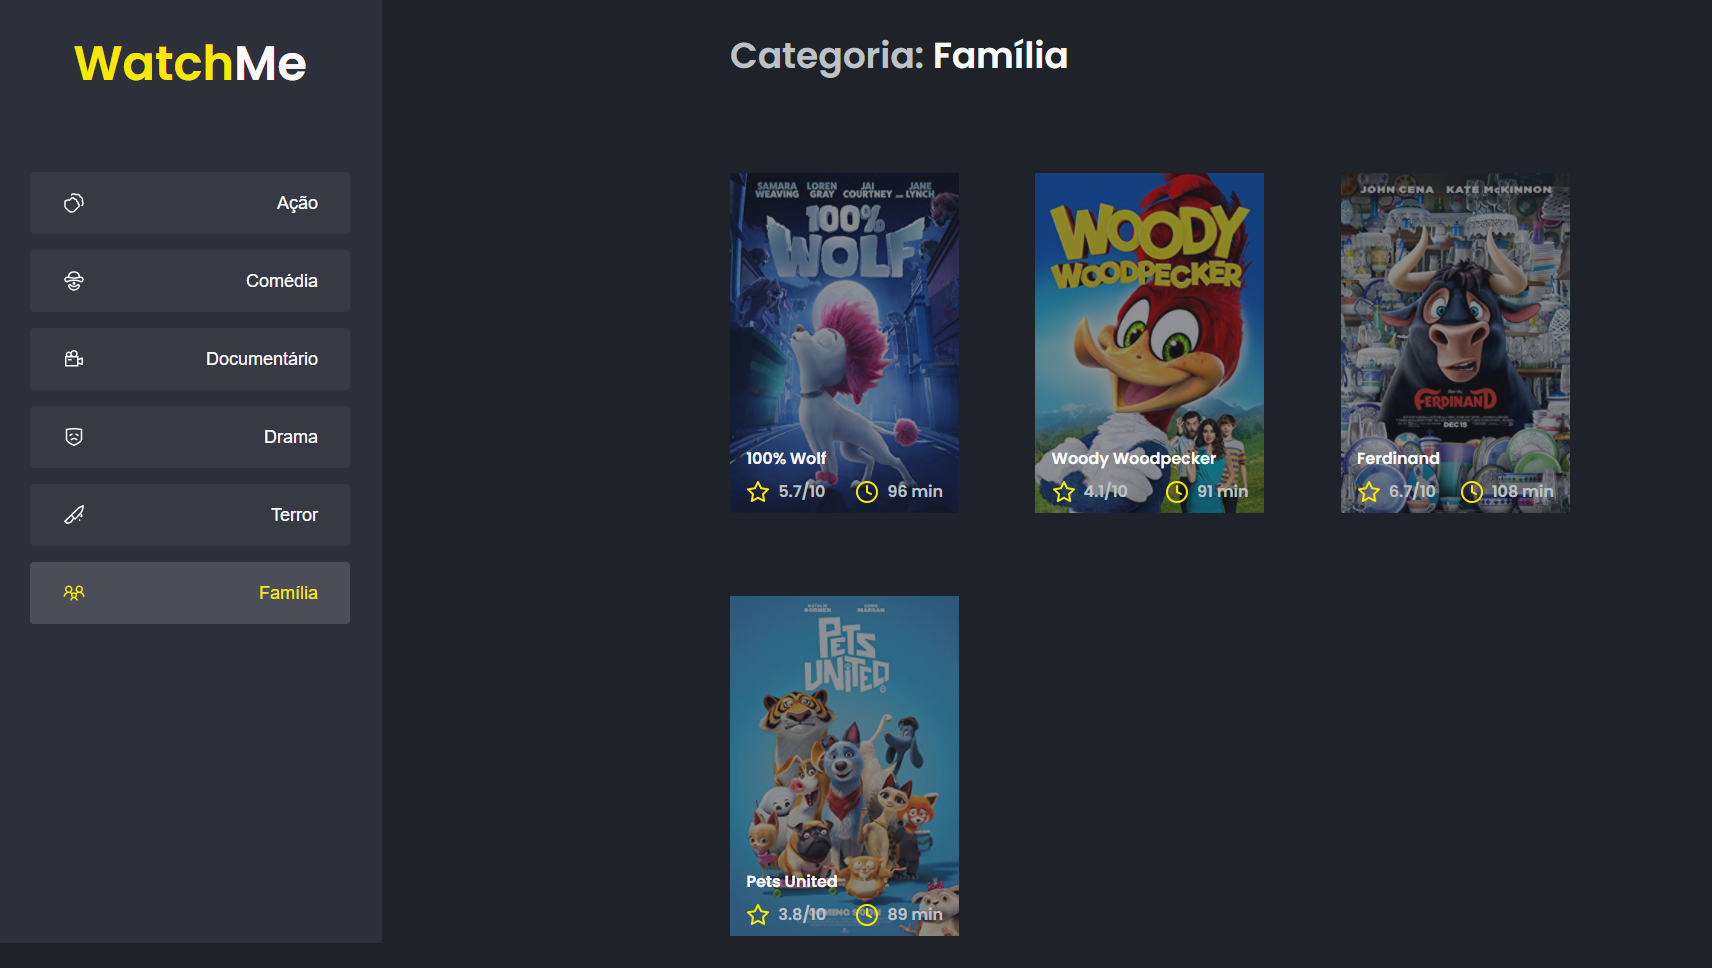 WatchMe
Ação
Comédia
Documentário
Drama
Terror
Família
Categoria: Família
SAMARA WEAVING LOREN GRAY JAI COURTNEY AND JANE LYNCH
100% WOLF
100% Wolf
5.7/10 96 min
WOODY
WOODPECKER
Woody Woodpecker
4.1/10 91 min
JOHN CENA KATE McKINNON
FERDINAND
DEC 15
Ferdinand
6.7/10 108 min
PETS
UNITED
Pets United
COMING SOON
3.8/10 89 min